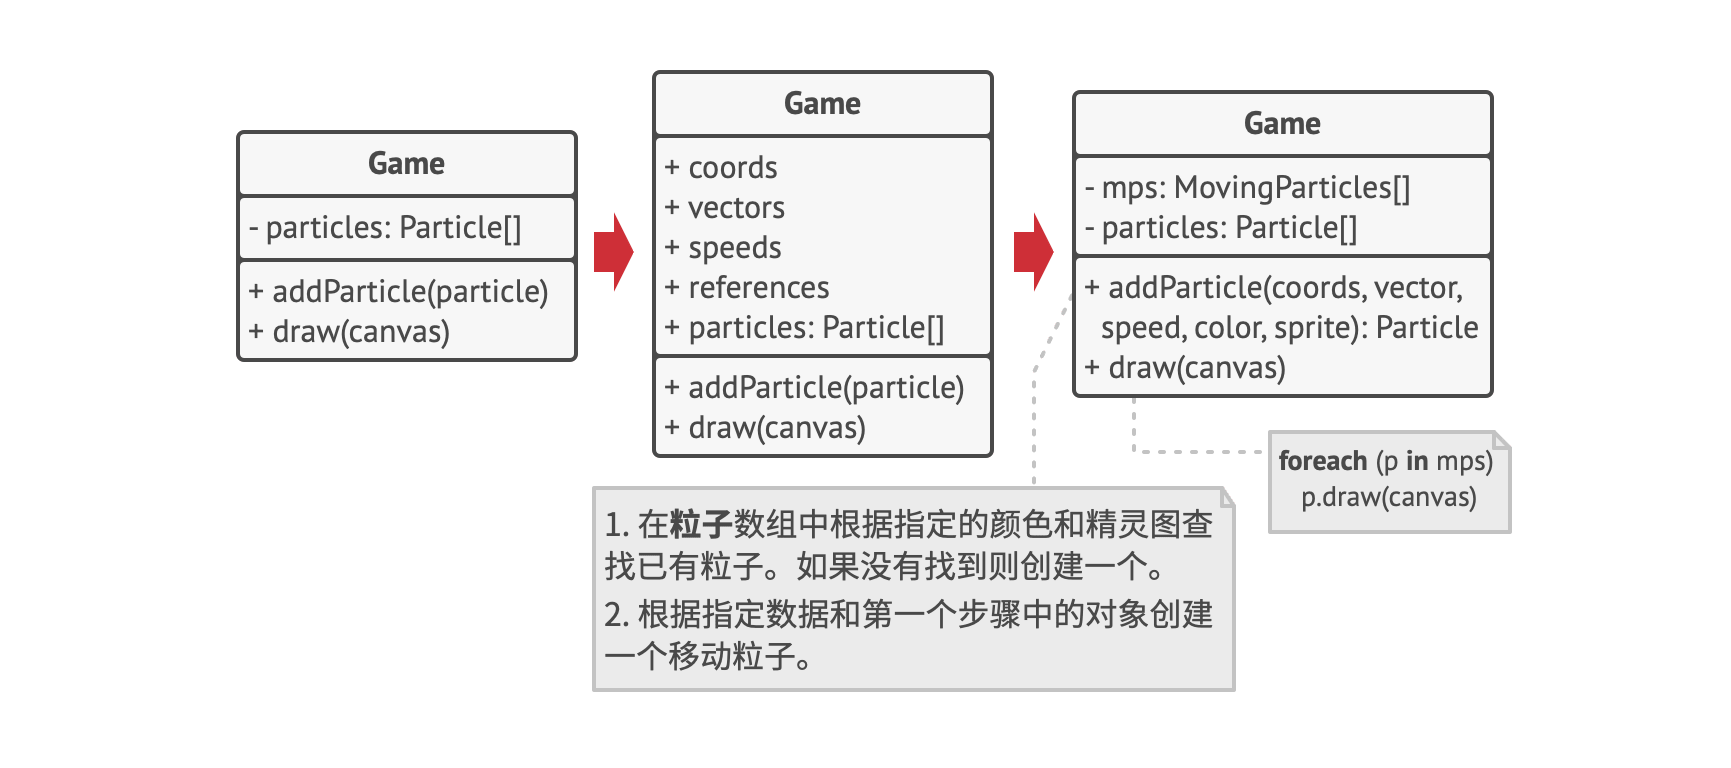 Game
- particles: Particle[]
+ addParticle(particle)
+ draw(canvas)
Game
+ coords
+ vectors
+ speeds
+ references
+ particles: Particle[]
+ addParticle(particle)
+ draw(canvas)
Game
- mps: MovingParticles[]
- particles: Particle[]
+ addParticle(coords, vector,
speed, color, sprite): Particle
+ draw(canvas)
foreach (p in mps)
p.draw(canvas)
1. 在粒子数组中根据指定的颜色和精灵图查
找已有粒子。如果没有找到则创建一个。
2. 根据指定数据和第一个步骤中的对象创建
一个移动粒子。